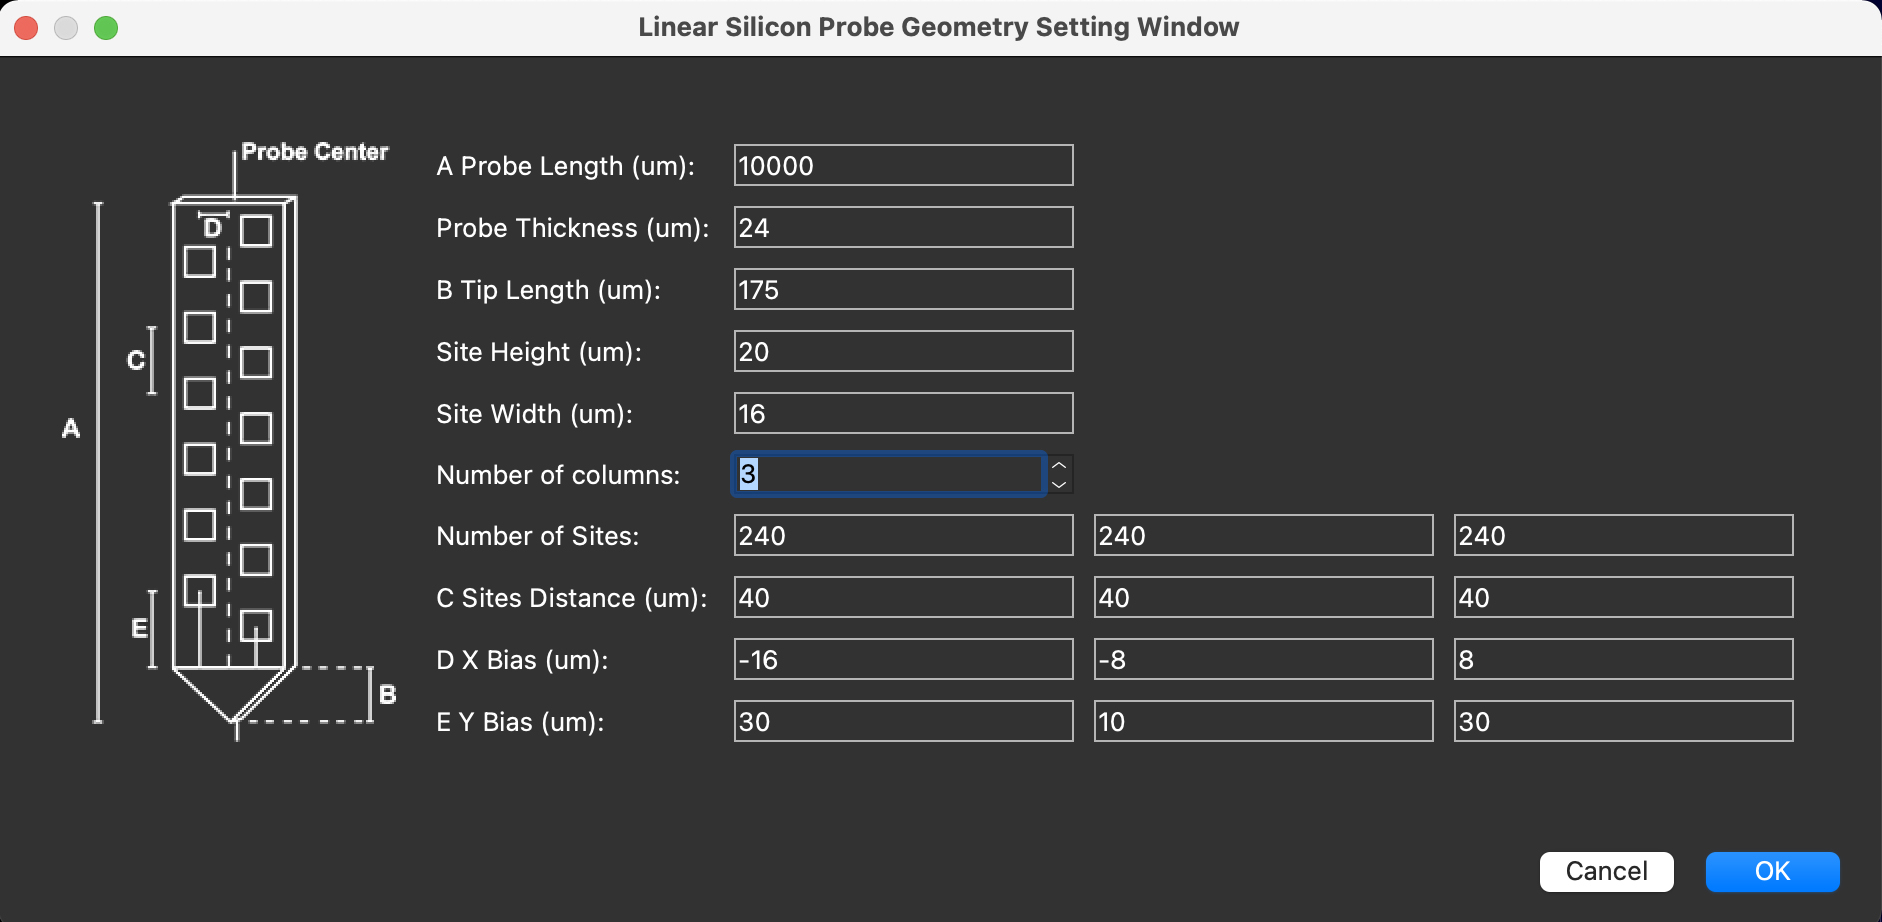 Linear Silicon Probe Geometry Setting Window
Probe Center
D
C
A
E
B
A Probe Length (um): 10000
Probe Thickness (um): 24
B Tip Length (um): 175
Site Height (um): 20
Site Width (um): 16
Number of columns: 3
Number of Sites: 240 240 240
C Sites Distance (um): 40 40 40
D X Bias (um): -16 -8 8
E Y Bias (um): 30 10 30
Cancel OK